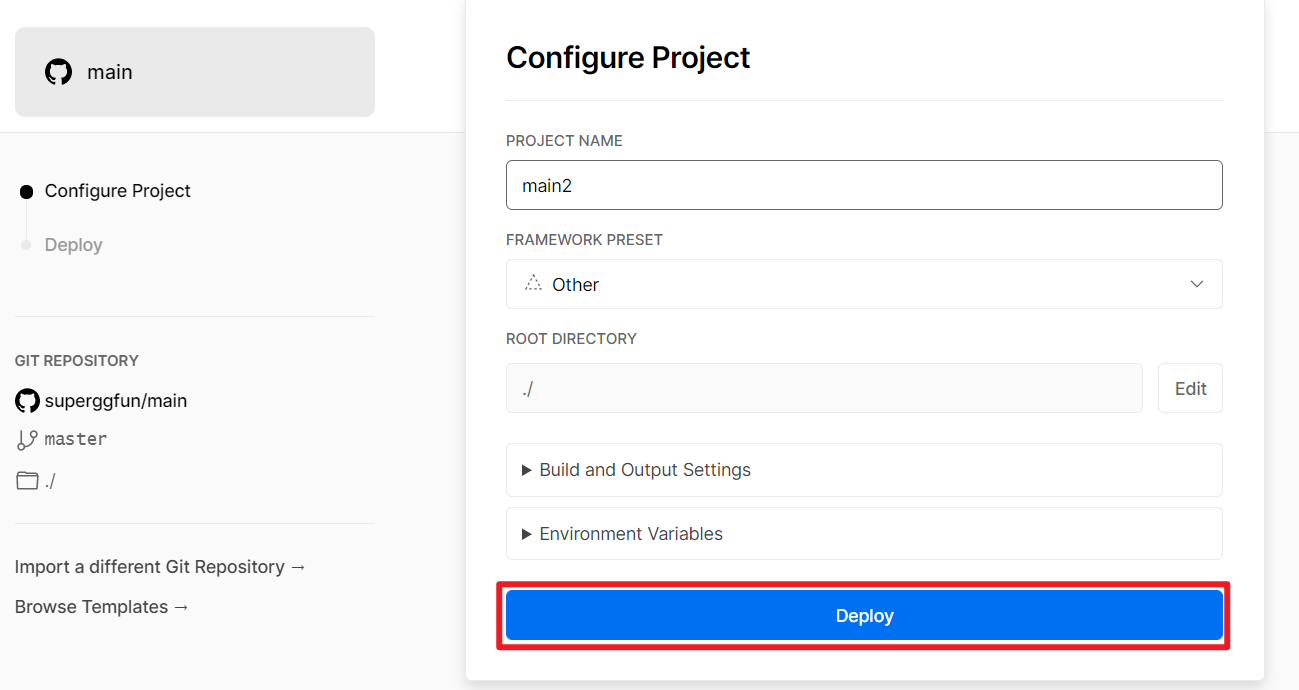 main
Configure Project
Deploy
GIT REPOSITORY
superggfun/main
master
./
Import a different Git Repository →
Browse Templates →
Configure Project
PROJECT NAME
main2
FRAMEWORK PRESET
Other
ROOT DIRECTORY
./
Edit
Build and Output Settings
Environment Variables
Deploy